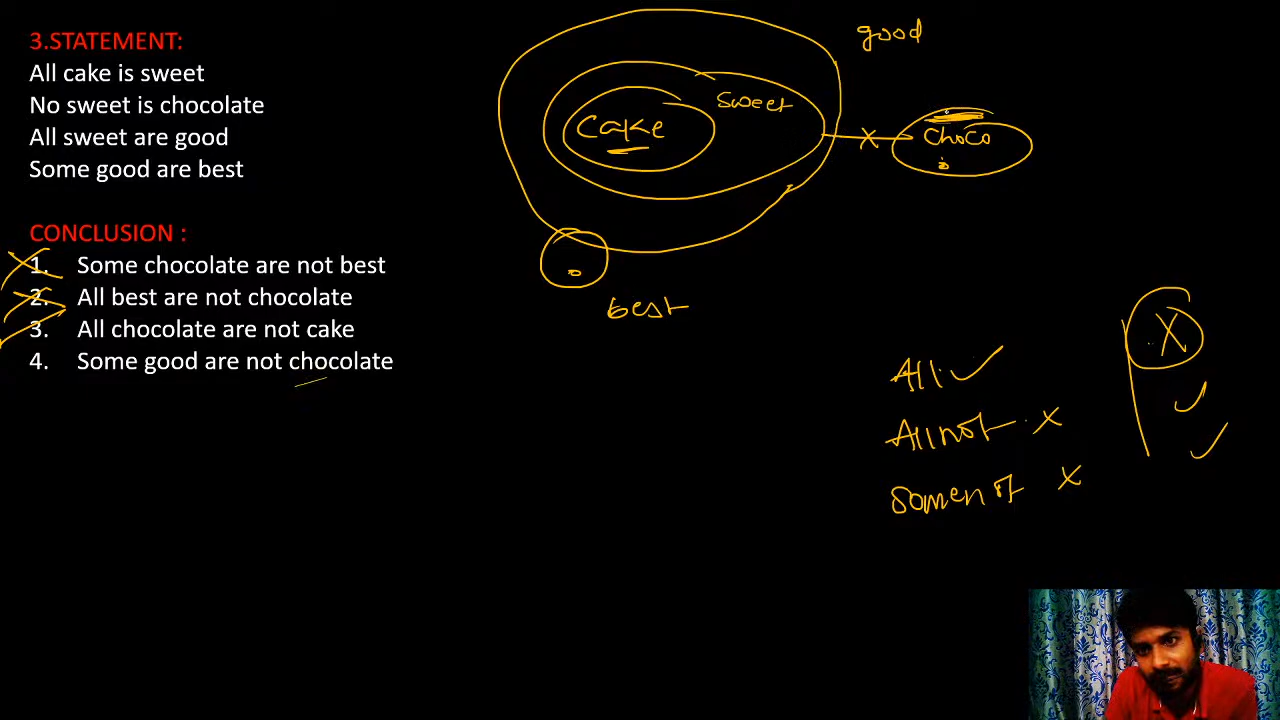 3.STATEMENT:
All cake is sweet
No sweet is chocolate
All sweet are good
Some good are best
CONCLUSION :
1. Some chocolate are not best
2. All best are not chocolate
3. All chocolate are not cake
4. Some good are not chocolate
good
sweet
cake
choco
best
All
All not
some not